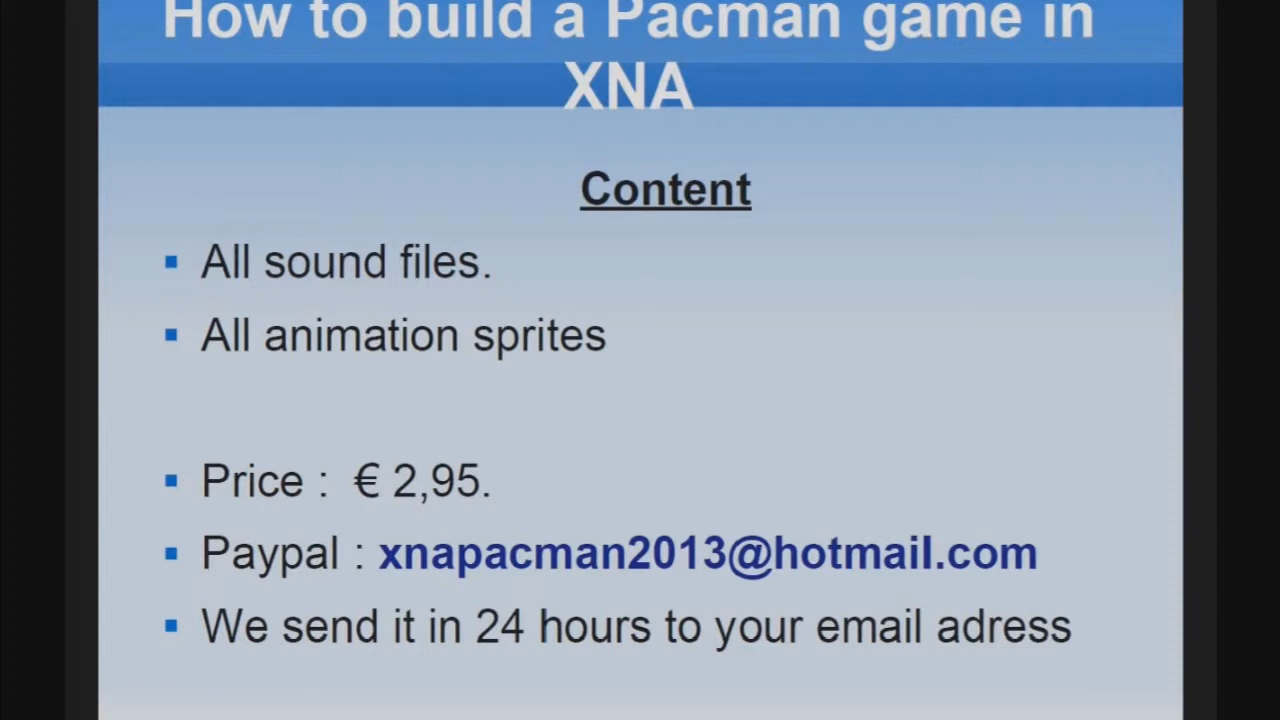 How to build a Pacman game in
XNA
Content
▪ All sound files.
▪ All animation sprites
▪ Price : € 2,95.
▪ Paypal : xnapacman2013@hotmail.com
▪ We send it in 24 hours to your email adress